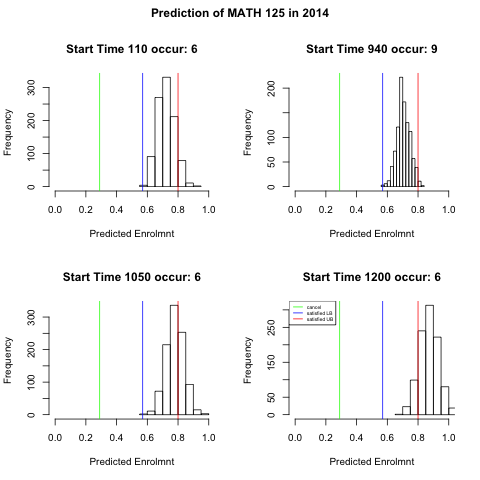 Prediction of MATH 125 in 2014
Start Time 110 occur: 6
Frequency
0 100 200 300
0.0 0.2 0.4 0.6 0.8 1.0
Predicted Enrolmnt
Start Time 940 occur: 9
Frequency
0 50 100 200
0.0 0.2 0.4 0.6 0.8 1.0
Predicted Enrolmnt
Start Time 1050 occur: 6
Frequency
0 100 200 300
0.0 0.2 0.4 0.6 0.8 1.0
Predicted Enrolmnt
Start Time 1200 occur: 6
cancel
satisfied LB
satisfied UB
Frequency
0 50 150 250
0.0 0.2 0.4 0.6 0.8 1.0
Predicted Enrolmnt